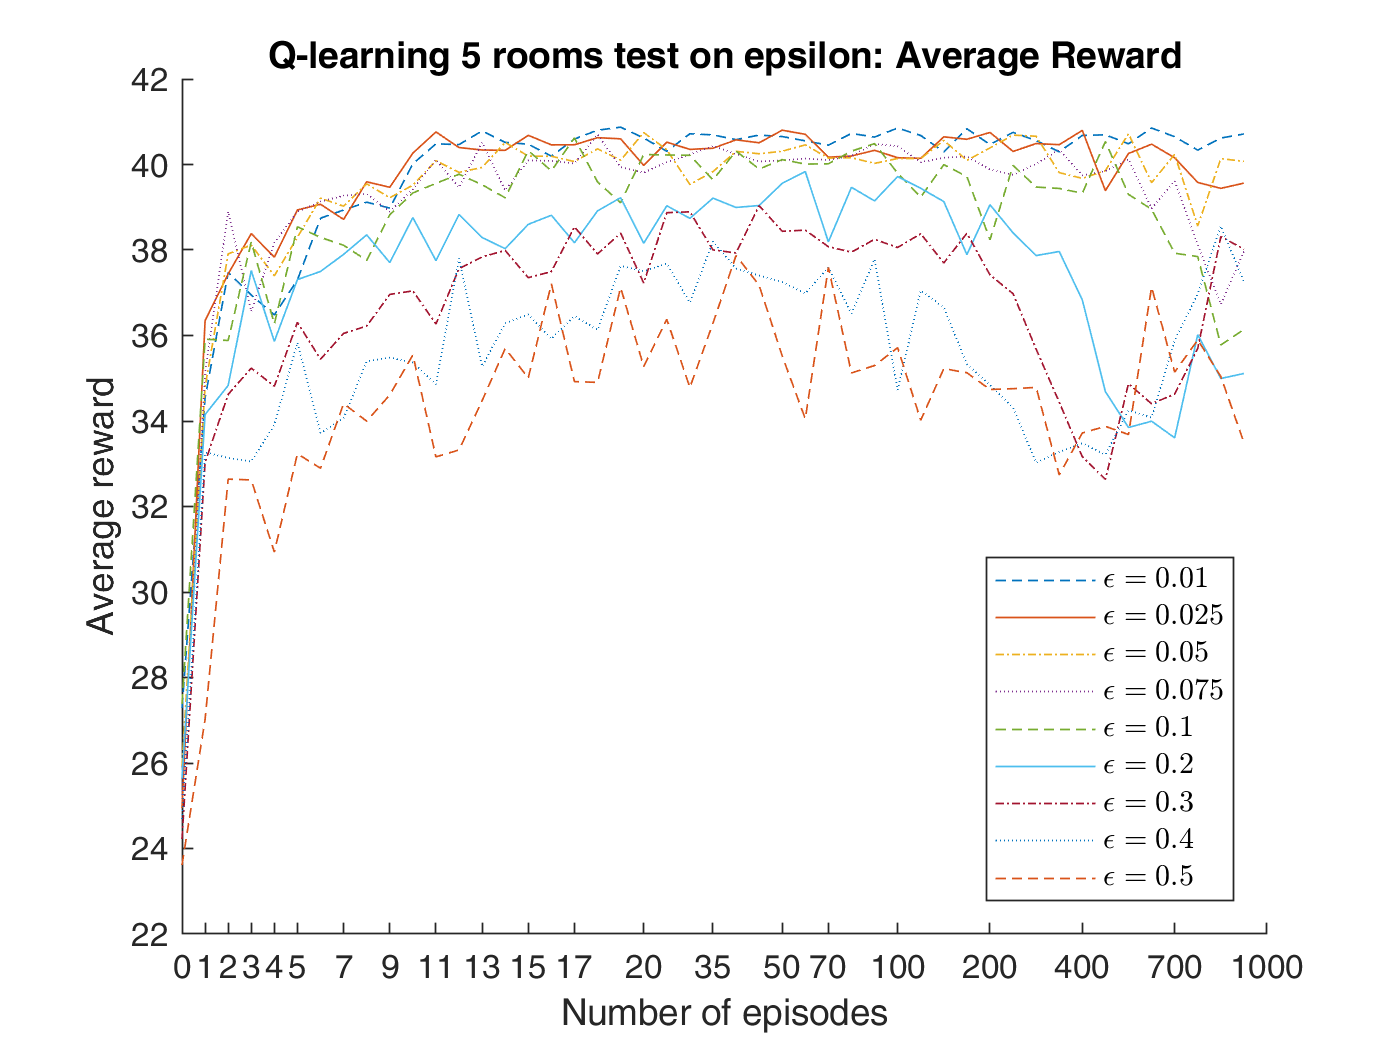 Q-learning 5 rooms test on epsilon: Average Reward
42
40
38
36
34
32
30
28
26
24
22
Average reward
ϵ = 0.01
ϵ = 0.025
ϵ = 0.05
ϵ = 0.075
ϵ = 0.1
ϵ = 0.2
ϵ = 0.3
ϵ = 0.4
ϵ = 0.5
0 1 2 3 4 5 7 9 11 13 15 17 20 35 50 70 100 200 400 700 1000
Number of episodes